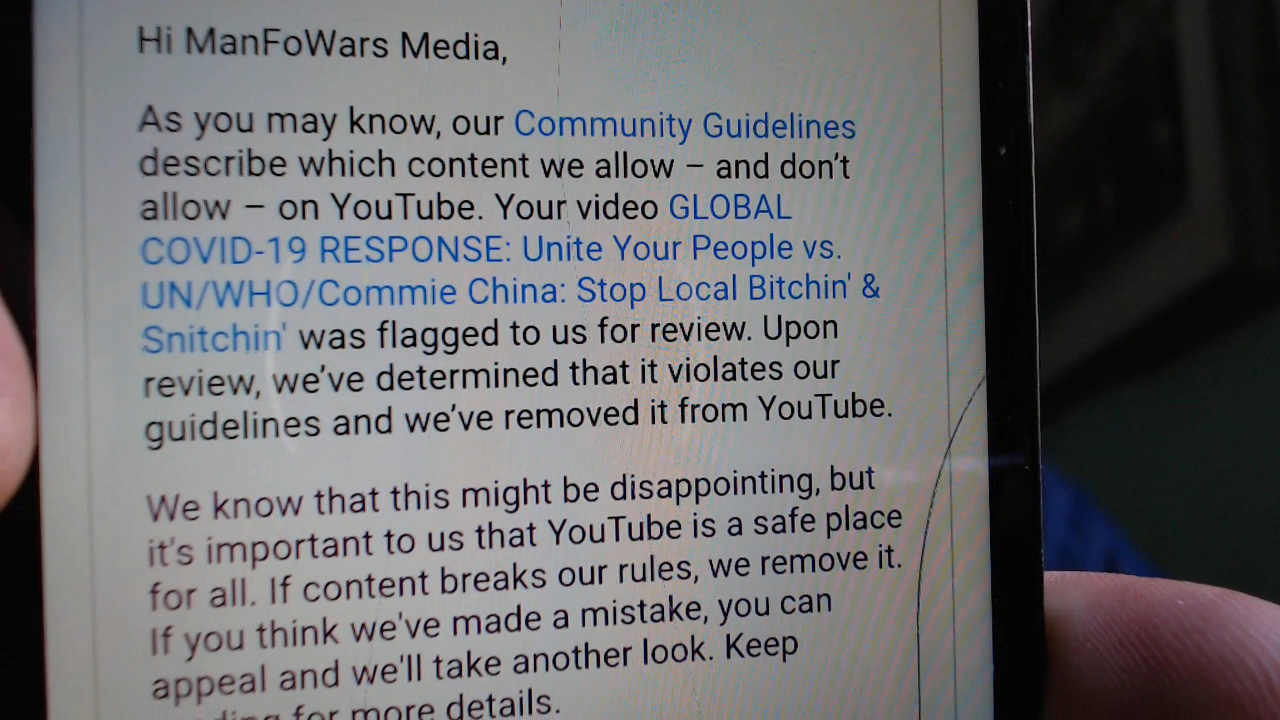 Hi ManFoWars Media,
As you may know, our Community Guidelines
describe which content we allow – and don't
allow – on YouTube. Your video GLOBAL
COVID-19 RESPONSE: Unite Your People vs.
UN/WHO/Commie China: Stop Local Bitchin' &
Snitchin' was flagged to us for review. Upon
review, we've determined that it violates our
guidelines and we've removed it from YouTube.
We know that this might be disappointing, but
it's important to us that YouTube is a safe place
for all. If content breaks our rules, we remove it.
If you think we've made a mistake, you can
appeal and we'll take another look. Keep
for more details.